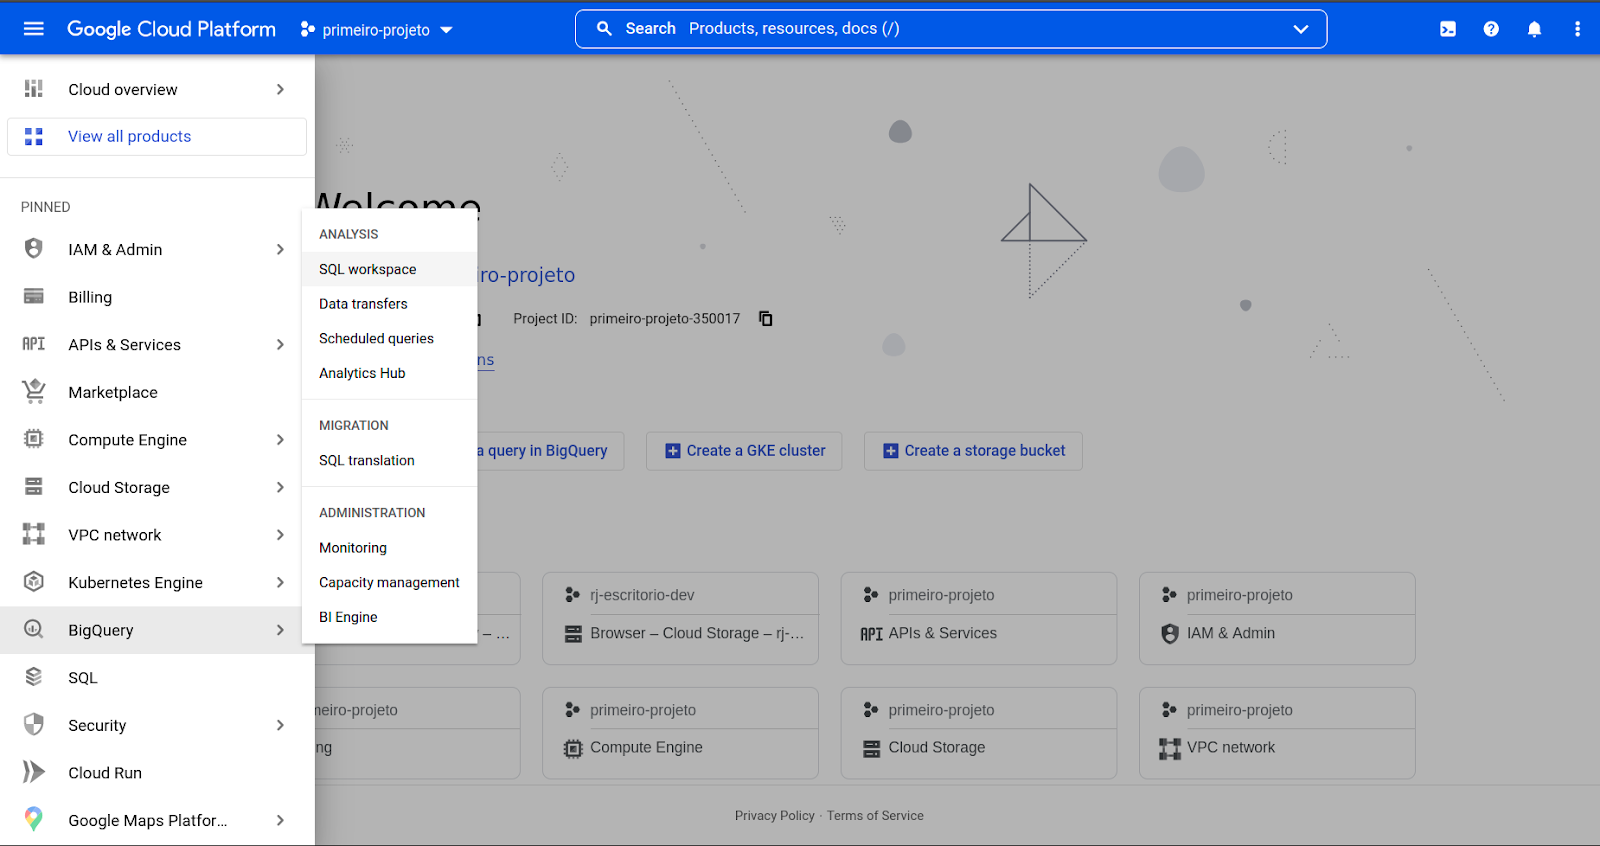 Google Cloud Platform
primeiro-projeto
Search Products, resources, docs (/)
Cloud overview
View all products
PINNED
IAM & Admin
Billing
API APIs & Services
Marketplace
Compute Engine
Cloud Storage
VPC network
Kubernetes Engine
BigQuery
SQL
Security
Cloud Run
Google Maps Platfor...
ANALYSIS
SQL workspace
Data transfers
Scheduled queries
Analytics Hub
MIGRATION
SQL translation
ADMINISTRATION
Monitoring
Capacity management
BI Engine
Welcome
iro-projeto
Project ID: primeiro-projeto-350017
ns
a query in BigQuery
Create a GKE cluster
Create a storage bucket
– ...
rj-escritorio-dev
Browser – Cloud Storage – rj-...
primeiro-projeto
API APIs & Services
primeiro-projeto
IAM & Admin
neiro-projeto
ng
primeiro-projeto
Compute Engine
primeiro-projeto
Cloud Storage
primeiro-projeto
VPC network
Privacy Policy · Terms of Service